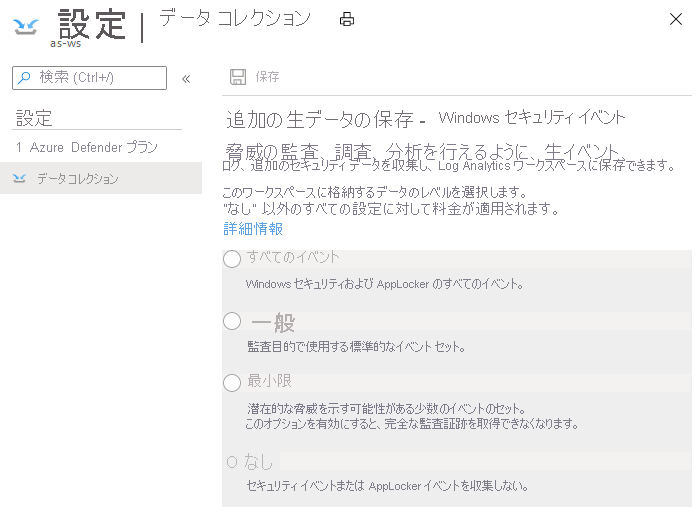 設定 | データ コレクション
as-ws
検索 (Ctrl+/)
«
設定
1 Azure Defender プラン
データ コレクション
保存
追加の生データの保存 - Windows セキュリティ イベント
脅威の監査、調査、分析を行えるように、生イベント、
ログ、追加のセキュリティ データを収集し、Log Analytics ワークスペースに保存できます。
このワークスペースに格納するデータのレベルを選択します。
"なし" 以外のすべての設定に対して料金が適用されます。
詳細情報
すべてのイベント
Windows セキュリティおよび AppLocker のすべてのイベント。
一般
監査目的で使用する標準的なイベント セット。
最小限
潜在的な脅威を示す可能性がある少数のイベントのセット。
このオプションを有効にすると、完全な監査証跡を取得できなくなります。
O なし
セキュリティ イベントまたは AppLocker イベントを収集しない。